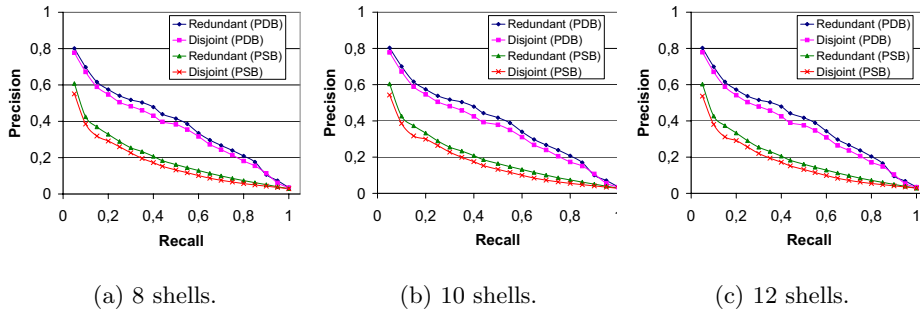 1
0,8
0,6
0,4
0,2
0
Precision
0 0,2 0,4 0,6 0,8 1
Recall
Redundant (PDB)
Disjoint (PDB)
Redundant (PSB)
Disjoint (PSB)
(a) 8 shells.
1
0,8
0,6
0,4
0,2
0
Precision
0 0,2 0,4 0,6 0,8 1
Recall
Redundant (PDB)
Disjoint (PDB)
Redundant (PSB)
Disjoint (PSB)
(b) 10 shells.
1
0,8
0,6
0,4
0,2
0
Precision
0 0,2 0,4 0,6 0,8 1
Recall
Redundant (PDB)
Disjoint (PDB)
Redundant (PSB)
Disjoint (PSB)
(c) 12 shells.